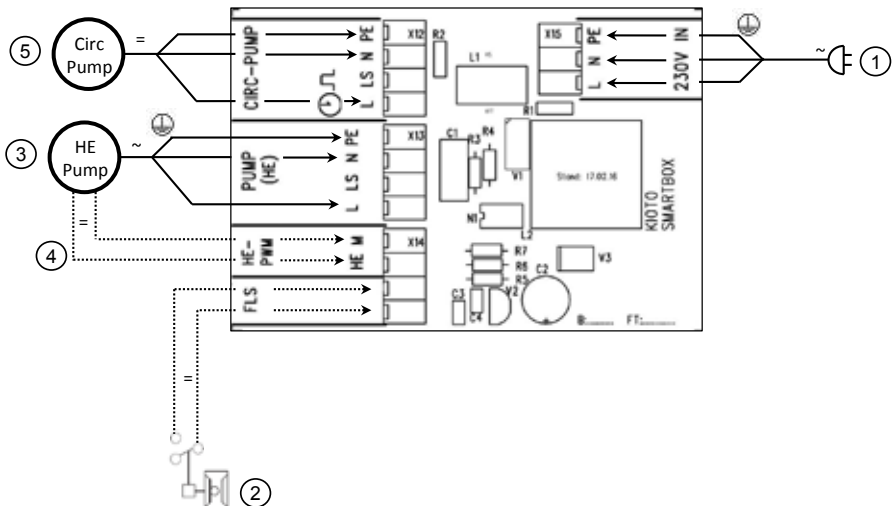 5
Circ
Pump
=
CIRC-PUMP
PE
N
LS
L
X12
R2
L1
X15
PE
N
L
230V IN
~
1
R1
3
HE
Pump
~
PUMP
(HE)
PE
N
LS
L
X13
C1
R3
R4
V1
Stand: 17.02.16
KIOTO
SMARTBOX
N1
L2
=
4
HE-
PWM
M
HE
X14
R7
R6
R5
V3
C2
V2
C3
C4
FLS
B:
FT:
=
2